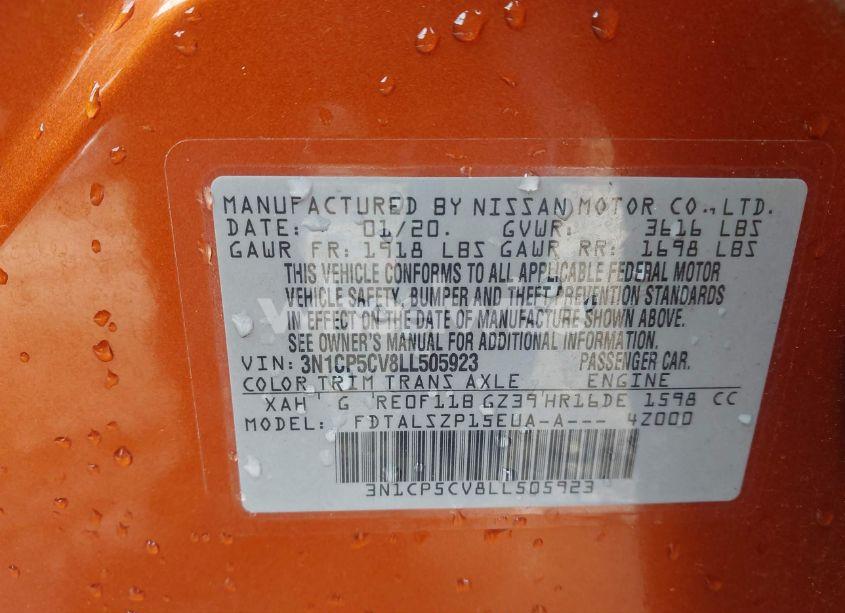 MANUFACTURED BY NISSAN MOTOR CO.,LTD.
DATE: 01/20. GVWR: 3616 LBS
GAWR FR: 1918 LBS GAWR RR: 1698 LBS
THIS VEHICLE CONFORMS TO ALL APPLICABLE FEDERAL MOTOR
VEHICLE SAFETY, BUMPER AND THEFT PREVENTION STANDARDS
IN EFFECT ON THE DATE OF MANUFACTURE SHOWN ABOVE.
SEE OWNER'S MANUAL FOR ADDITIONAL INFORMATION.
VIN: 3N1CP5CV8LL505923 PASSENGER CAR.
COLOR TRIM TRANS AXLE ENGINE
XAH G RE0F11B GZ39 HR16DE 1598 CC
MODEL: FDTALSZP15EUA-A--- 4Z000
3N1CP5CV8LL505923